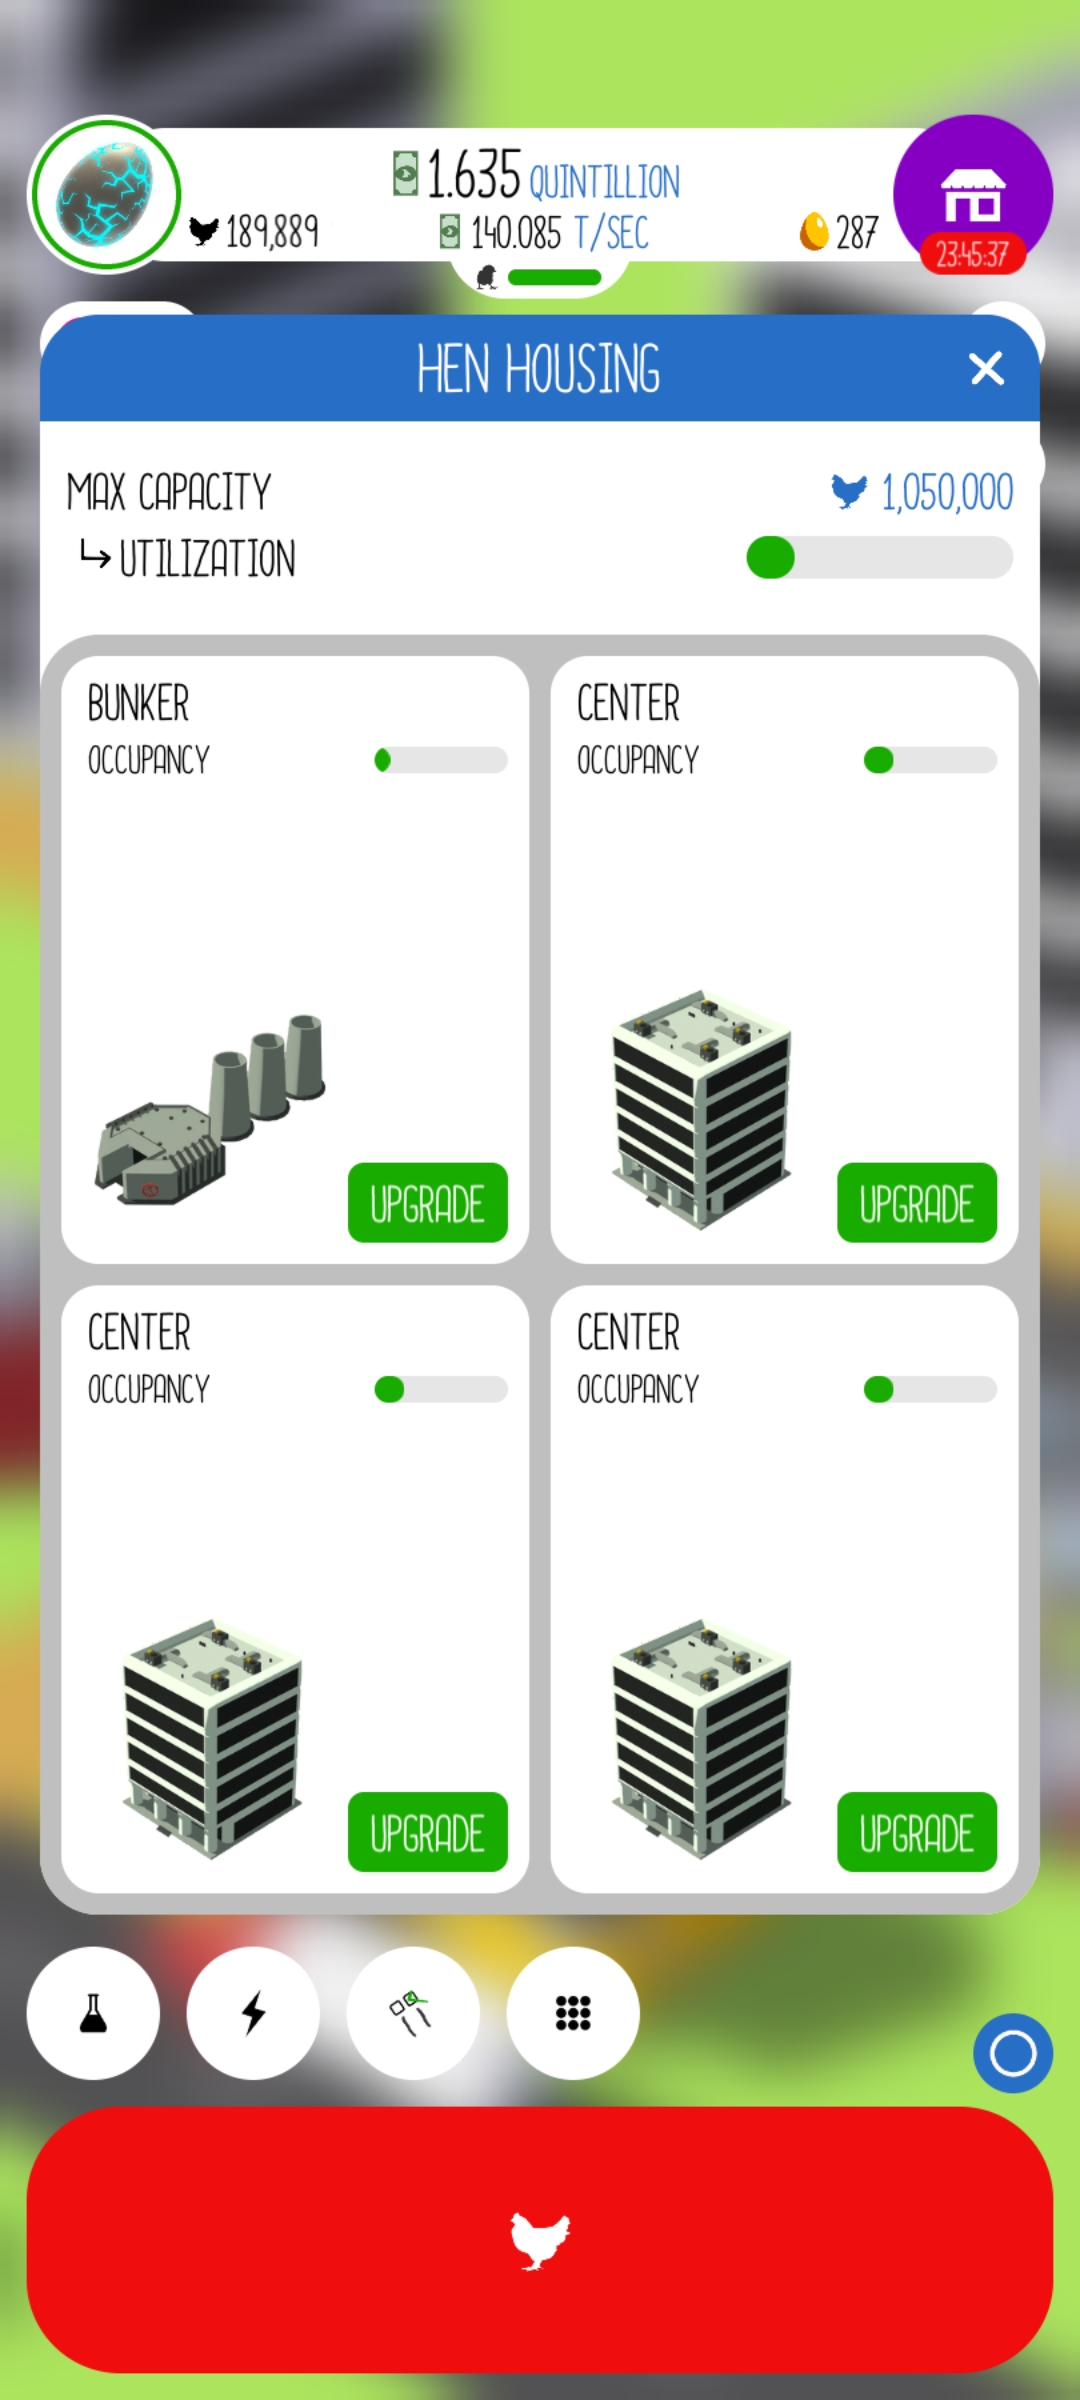 1.635 QUINTILLION
189,889
140.085 T/SEC
287
23:45:37
HEN HOUSING
MAX CAPACITY
1,050,000
UTILIZATION
BUNKER
OCCUPANCY
UPGRADE
CENTER
OCCUPANCY
UPGRADE
CENTER
OCCUPANCY
UPGRADE
CENTER
OCCUPANCY
UPGRADE